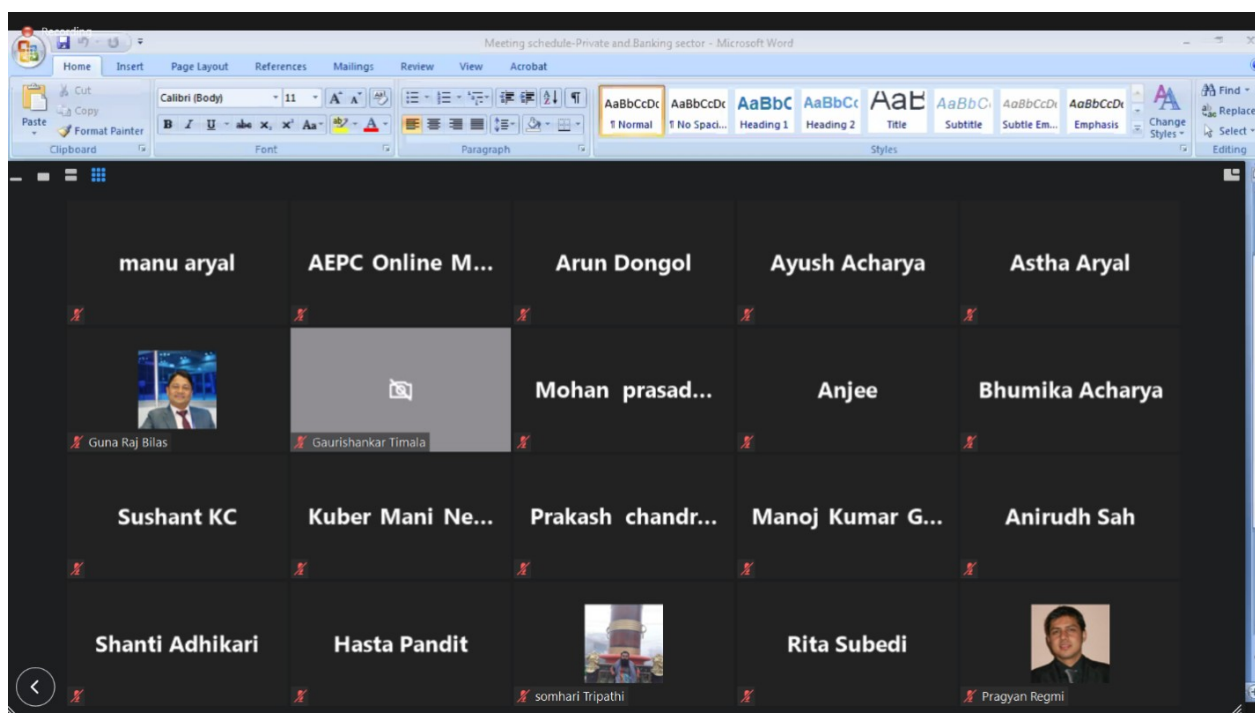 Recording
Meeting schedule-Private and Banking sector - Microsoft Word
Home Insert Page Layout References Mailings Review View Acrobat
Cut
Copy
Paste
Format Painter
Clipboard
Calibri (Body) 11
B I U abc x, x² Aa A
Font
Paragraph
AaBbCcDc AaBbCcDc AaBbC AaBbCc AaB AaBbC AaBbCcDc AaBbCcDc
¶ Normal ¶ No Spaci... Heading 1 Heading 2 Title Subtitle Subtle Em... Emphasis
Change
Styles
Styles
Find
Replace
Select
Editing
manu aryal
AEPC Online M...
Arun Dongol
Ayush Acharya
Astha Aryal
Guna Raj Bilas
Gaurishankar Timala
Mohan prasad...
Anjee
Bhumika Acharya
Sushant KC
Kuber Mani Ne...
Prakash chandr...
Manoj Kumar G...
Anirudh Sah
Shanti Adhikari
Hasta Pandit
somhari Tripathi
Rita Subedi
Pragyan Regmi